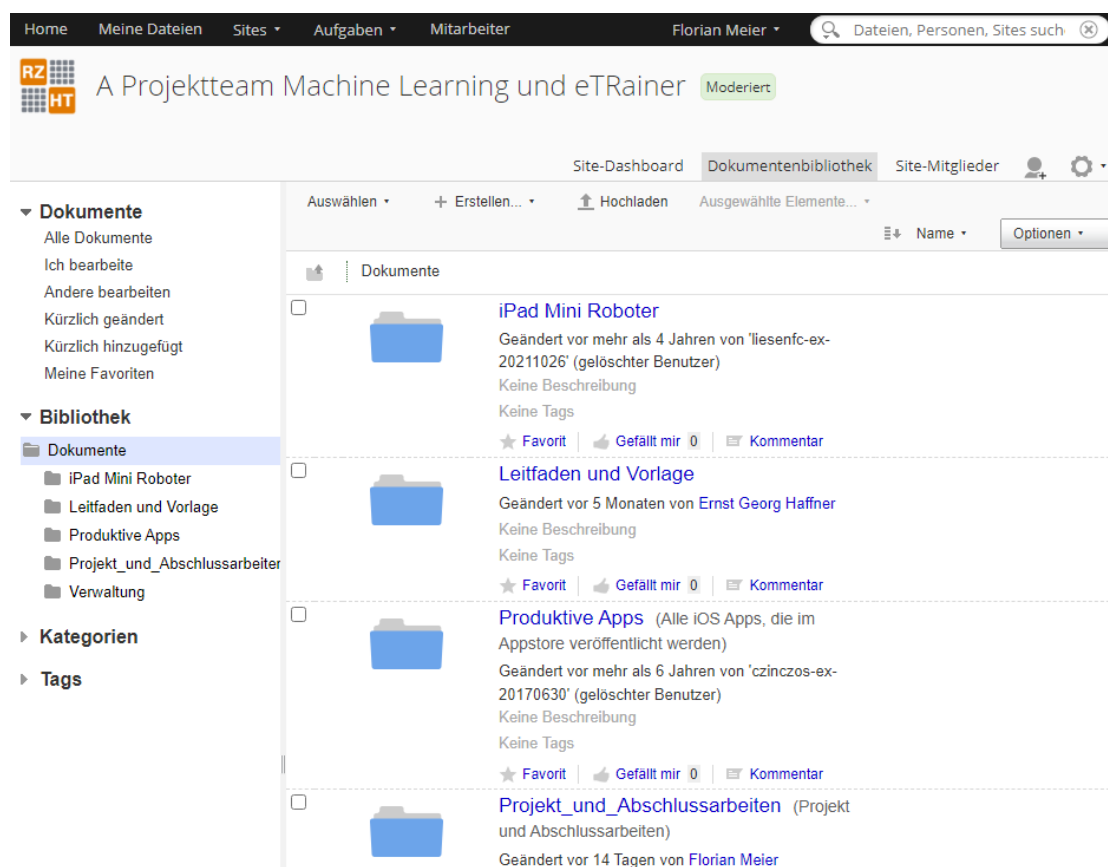 Home Meine Dateien Sites Aufgaben Mitarbeiter Florian Meier Dateien, Personen, Sites such
RZ
HT
A Projektteam Machine Learning und eTRainer Moderiert
Site-Dashboard Dokumentenbibliothek Site-Mitglieder
Dokumente
Alle Dokumente
Ich bearbeite
Andere bearbeiten
Kürzlich geändert
Kürzlich hinzugefügt
Meine Favoriten
Bibliothek
Dokumente
iPad Mini Roboter
Leitfaden und Vorlage
Produktive Apps
Projekt_und_Abschlussarbeiten
Verwaltung
Kategorien
Tags
Auswählen + Erstellen... Hochladen Ausgewählte Elemente...
Name Optionen
Dokumente
iPad Mini Roboter
Geändert vor mehr als 4 Jahren von 'liesenfc-ex-
20211026' (gelöschter Benutzer)
Keine Beschreibung
Keine Tags
Favorit Gefällt mir 0 Kommentar
Leitfaden und Vorlage
Geändert vor 5 Monaten von Ernst Georg Haffner
Keine Beschreibung
Keine Tags
Favorit Gefällt mir 0 Kommentar
Produktive Apps (Alle iOS Apps, die im
Appstore veröffentlicht werden)
Geändert vor mehr als 6 Jahren von 'czinczos-ex-
20170630' (gelöschter Benutzer)
Keine Beschreibung
Keine Tags
Favorit Gefällt mir 0 Kommentar
Projekt_und_Abschlussarbeiten (Projekt
und Abschlussarbeiten)
Geändert vor 14 Tagen von Florian Meier